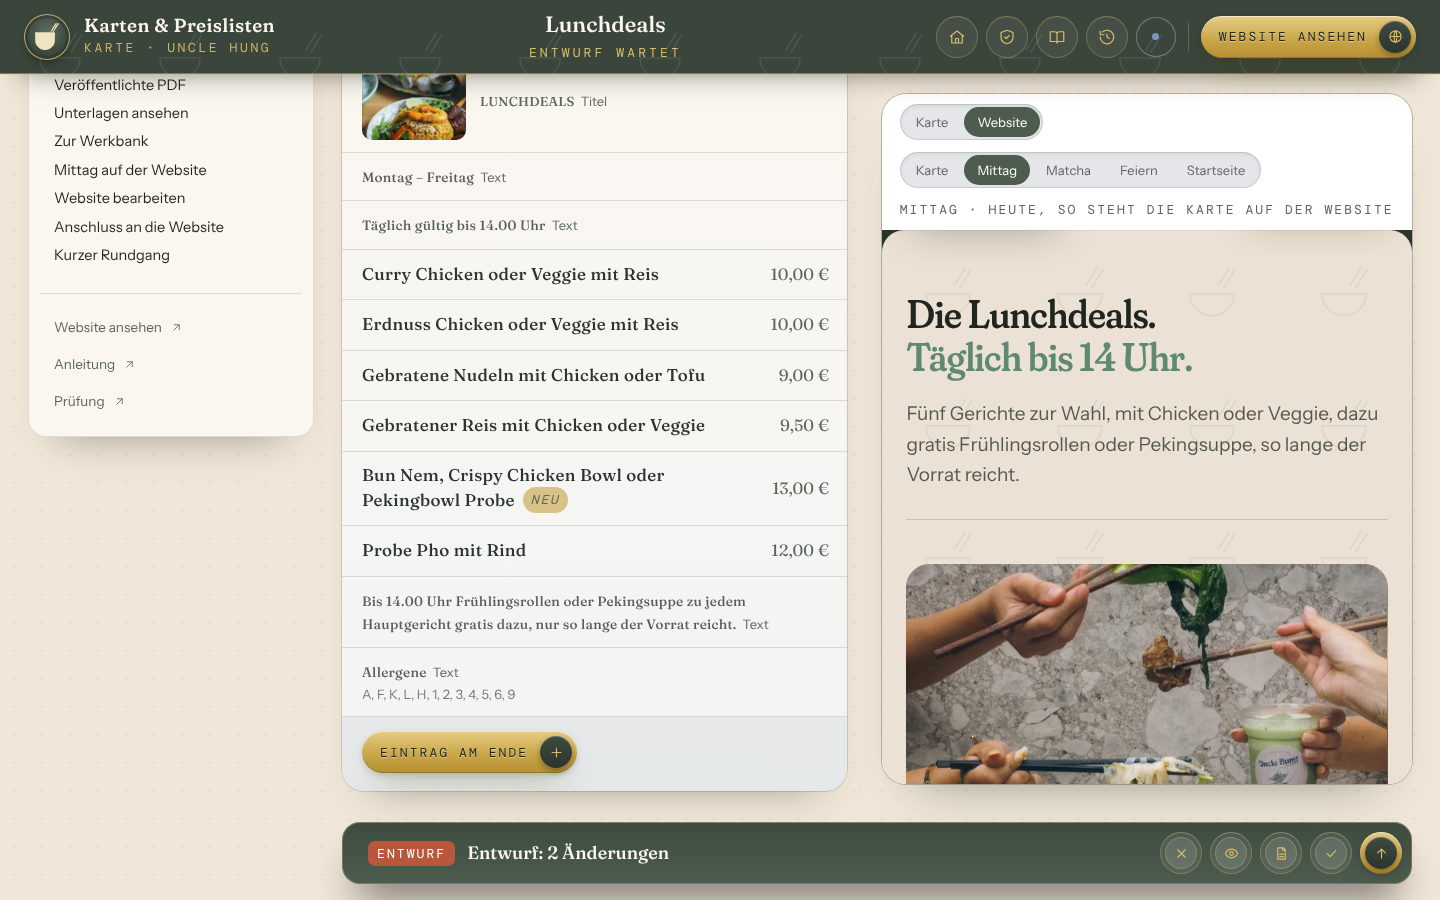 Karten & Preislisten
KARTE · UNCLE HUNG
Lunchdeals
ENTWURF WARTET
WEBSITE ANSEHEN
Veröffentlichte PDF
Unterlagen ansehen
Zur Werkbank
Mittag auf der Website
Website bearbeiten
Anschluss an die Website
Kurzer Rundgang
Website ansehen
Anleitung
Prüfung
LUNCHDEALS Titel
Montag – Freitag Text
Täglich gültig bis 14.00 Uhr Text
Curry Chicken oder Veggie mit Reis 10,00 €
Erdnuss Chicken oder Veggie mit Reis 10,00 €
Gebratene Nudeln mit Chicken oder Tofu 9,00 €
Gebratener Reis mit Chicken oder Veggie 9,50 €
Bun Nem, Crispy Chicken Bowl oder
Pekingbowl Probe NEU 13,00 €
Probe Pho mit Rind 12,00 €
Bis 14.00 Uhr Frühlingsrollen oder Pekingsuppe zu jedem
Hauptgericht gratis dazu, nur so lange der Vorrat reicht. Text
Allergene Text
A, F, K, L, H, 1, 2, 3, 4, 5, 6, 9
EINTRAG AM ENDE
Karte Website
Karte Mittag Matcha Feiern Startseite
MITTAG · HEUTE, SO STEHT DIE KARTE AUF DER WEBSITE
Die Lunchdeals.
Täglich bis 14 Uhr.
Fünf Gerichte zur Wahl, mit Chicken oder Veggie, dazu
gratis Frühlingsrollen oder Pekingsuppe, so lange der
Vorrat reicht.
Uncle Hung
ENTWURF Entwurf: 2 Änderungen